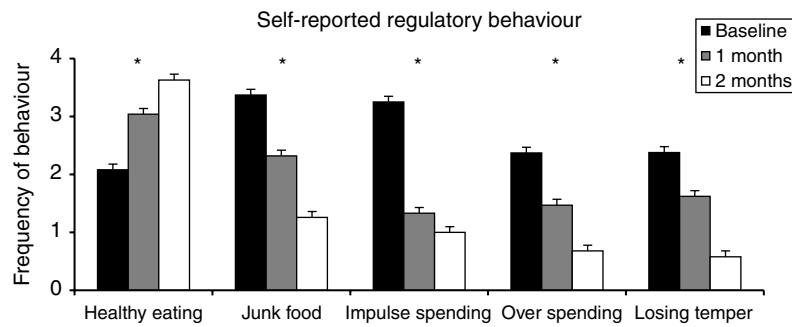 Self-reported regulatory behaviour
Baseline
1 month
2 months
Frequency of behaviour
4
3
2
1
0
* * * * *
Healthy eating Junk food Impulse spending Over spending Losing temper